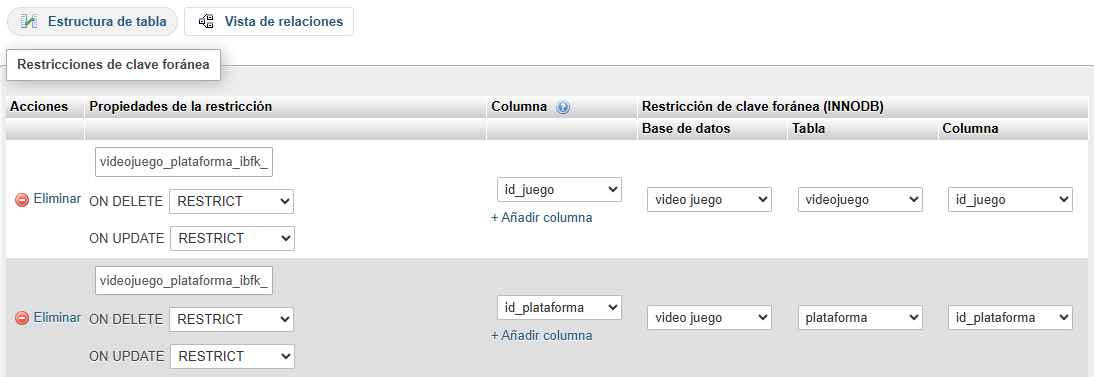 Estructura de tabla Vista de relaciones
Restricciones de clave foránea
Acciones Propiedades de la restricción Columna Restricción de clave foránea (INNODB)
Base de datos Tabla Columna
videojuego_plataforma_ibfk_
Eliminar ON DELETE RESTRICT id_juego video juego videojuego id_juego
+ Añadir columna
ON UPDATE RESTRICT
videojuego_plataforma_ibfk_
Eliminar ON DELETE RESTRICT id_plataforma video juego plataforma id_plataforma
+ Añadir columna
ON UPDATE RESTRICT